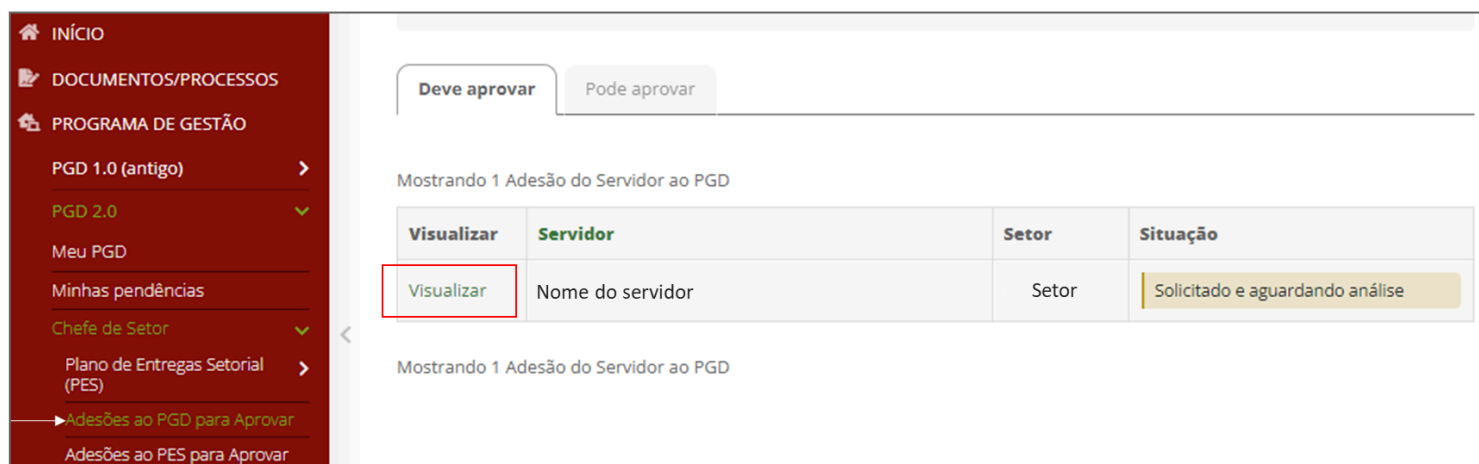 INÍCIO
DOCUMENTOS/PROCESSOS
PROGRAMA DE GESTÃO
PGD 1.0 (antigo)
PGD 2.0
Meu PGD
Minhas pendências
Chefe de Setor
Plano de Entregas Setorial
(PES)
Adesões ao PGD para Aprovar
Adesões ao PES para Aprovar
Deve aprovar Pode aprovar
Mostrando 1 Adesão do Servidor ao PGD
Visualizar Servidor Setor Situação
Visualizar Nome do servidor Setor Solicitado e aguardando análise
Mostrando 1 Adesão do Servidor ao PGD